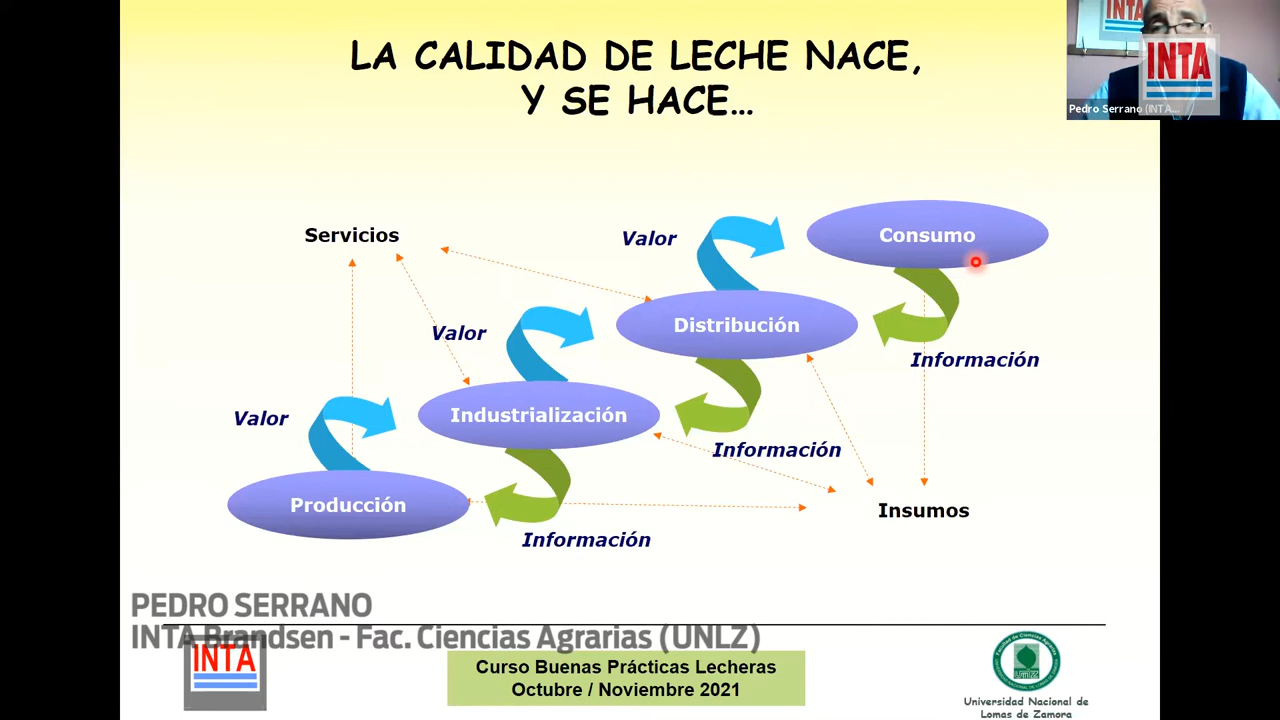 LA CALIDAD DE LECHE NACE,
Y SE HACE…
INTA
INTA
Pedro Serrano (INTA...
Servicios
Valor
Consumo
Valor
Distribución
Información
Valor
Industrialización
Información
Producción
Insumos
Información
PEDRO SERRANO
INTA Brandsen - Fac. Ciencias Agrarias (UNLZ)
INTA
Curso Buenas Prácticas Lecheras
Octubre / Noviembre 2021
Universidad Nacional de
Lomas de Zamora